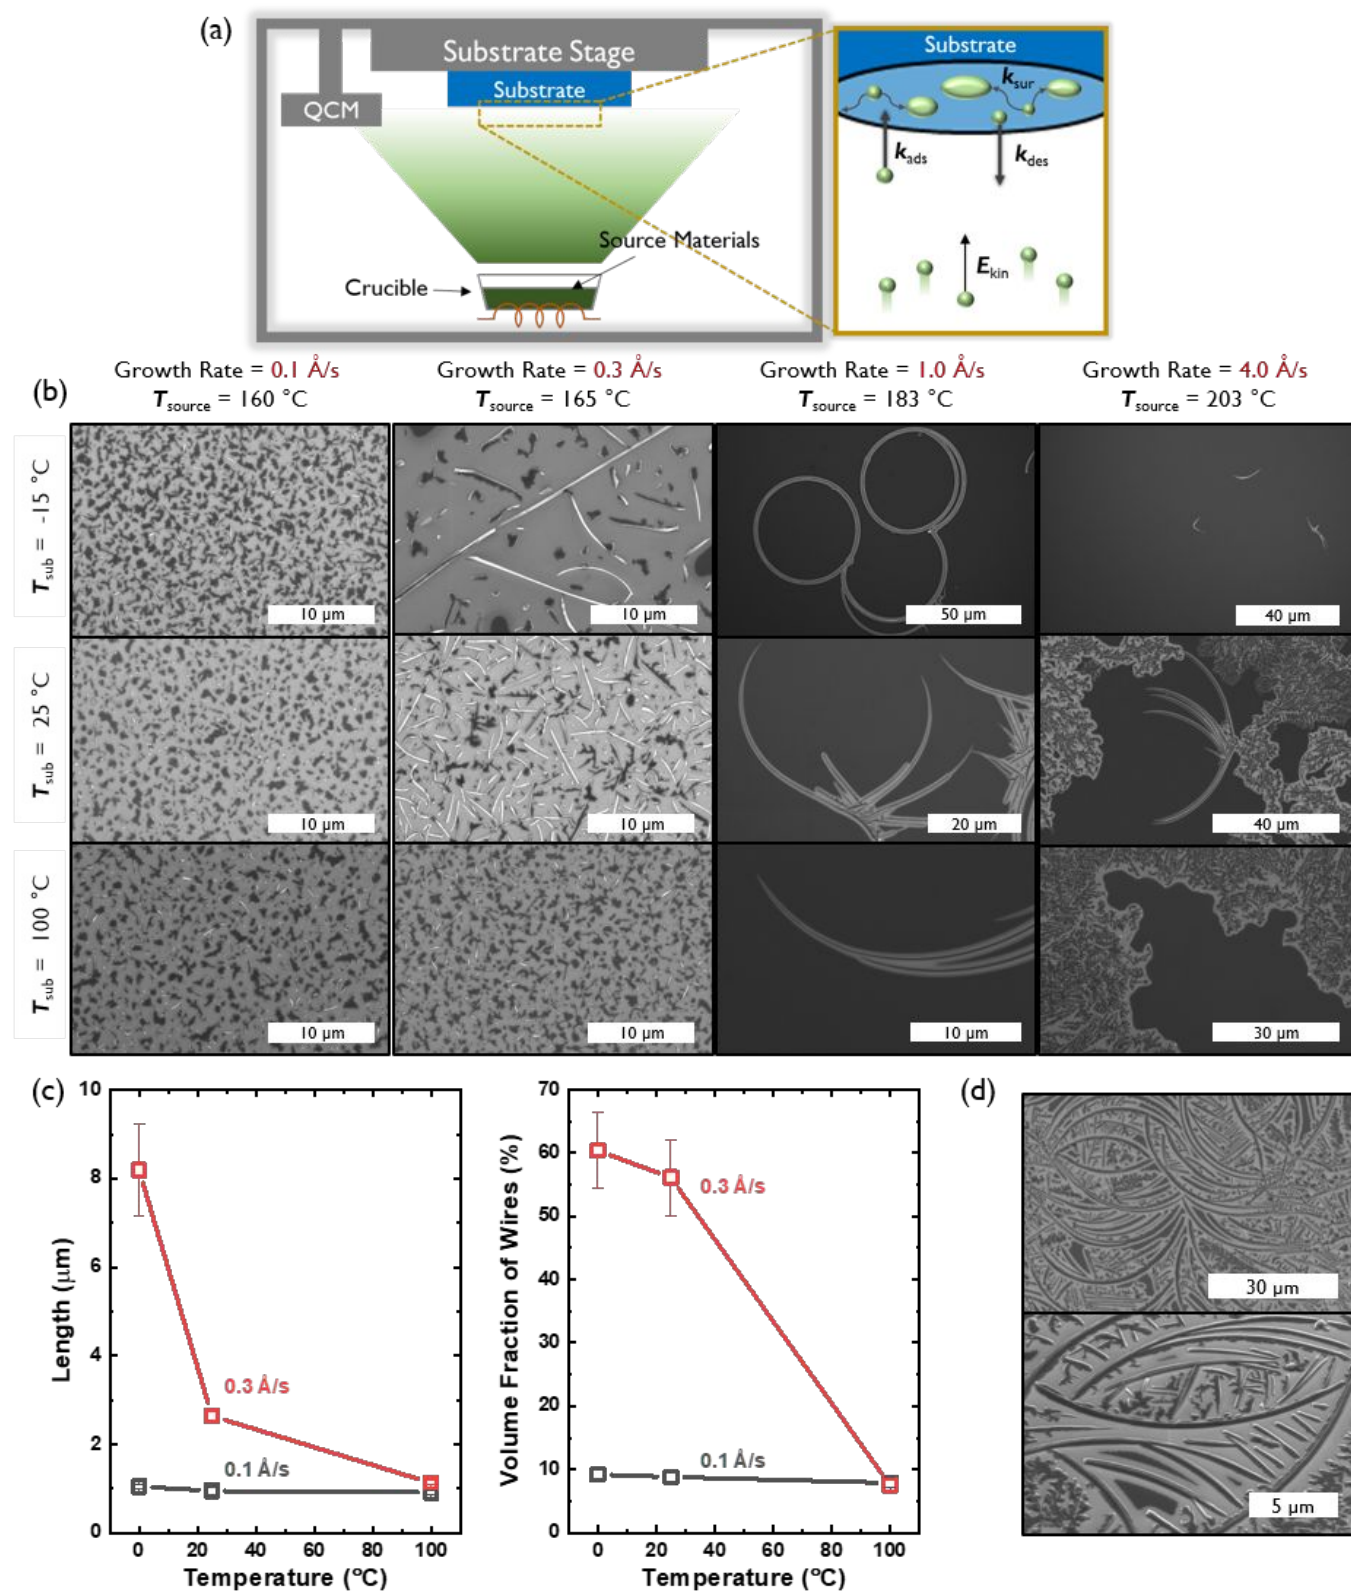 (a)
Substrate Stage
Substrate
QCM
Source Materials
Crucible
Substrate
k_sur
k_ads
k_des
E_kin
(b)
Growth Rate = 0.1 Å/s
T_source = 160 °C
Growth Rate = 0.3 Å/s
T_source = 165 °C
Growth Rate = 1.0 Å/s
T_source = 183 °C
Growth Rate = 4.0 Å/s
T_source = 203 °C
T_sub = -15 °C
10 μm
10 μm
50 μm
40 μm
T_sub = 25 °C
10 μm
10 μm
20 μm
40 μm
T_sub = 100 °C
10 μm
10 μm
10 μm
30 μm
(c)
Length (μm)
10
8
6
4
2
0
0.3 Å/s
0.1 Å/s
0 20 40 60 80 100
Temperature (°C)
Volume Fraction of Wires (%)
70
60
50
40
30
20
10
0
0.3 Å/s
0.1 Å/s
0 20 40 60 80 100
Temperature (°C)
(d)
30 μm
5 μm